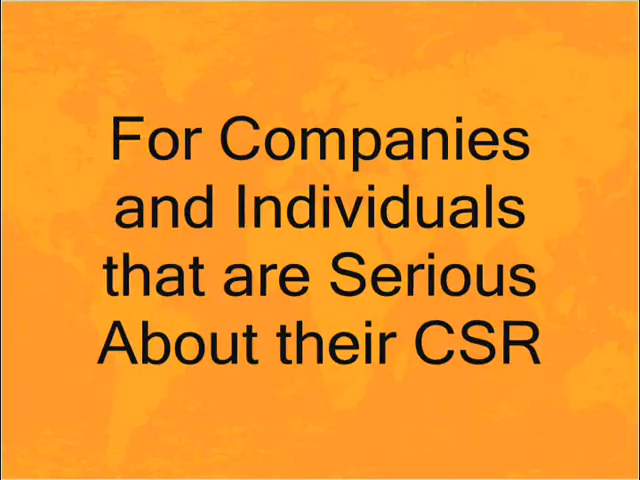 For Companies
and Individuals
that are Serious
About their CSR